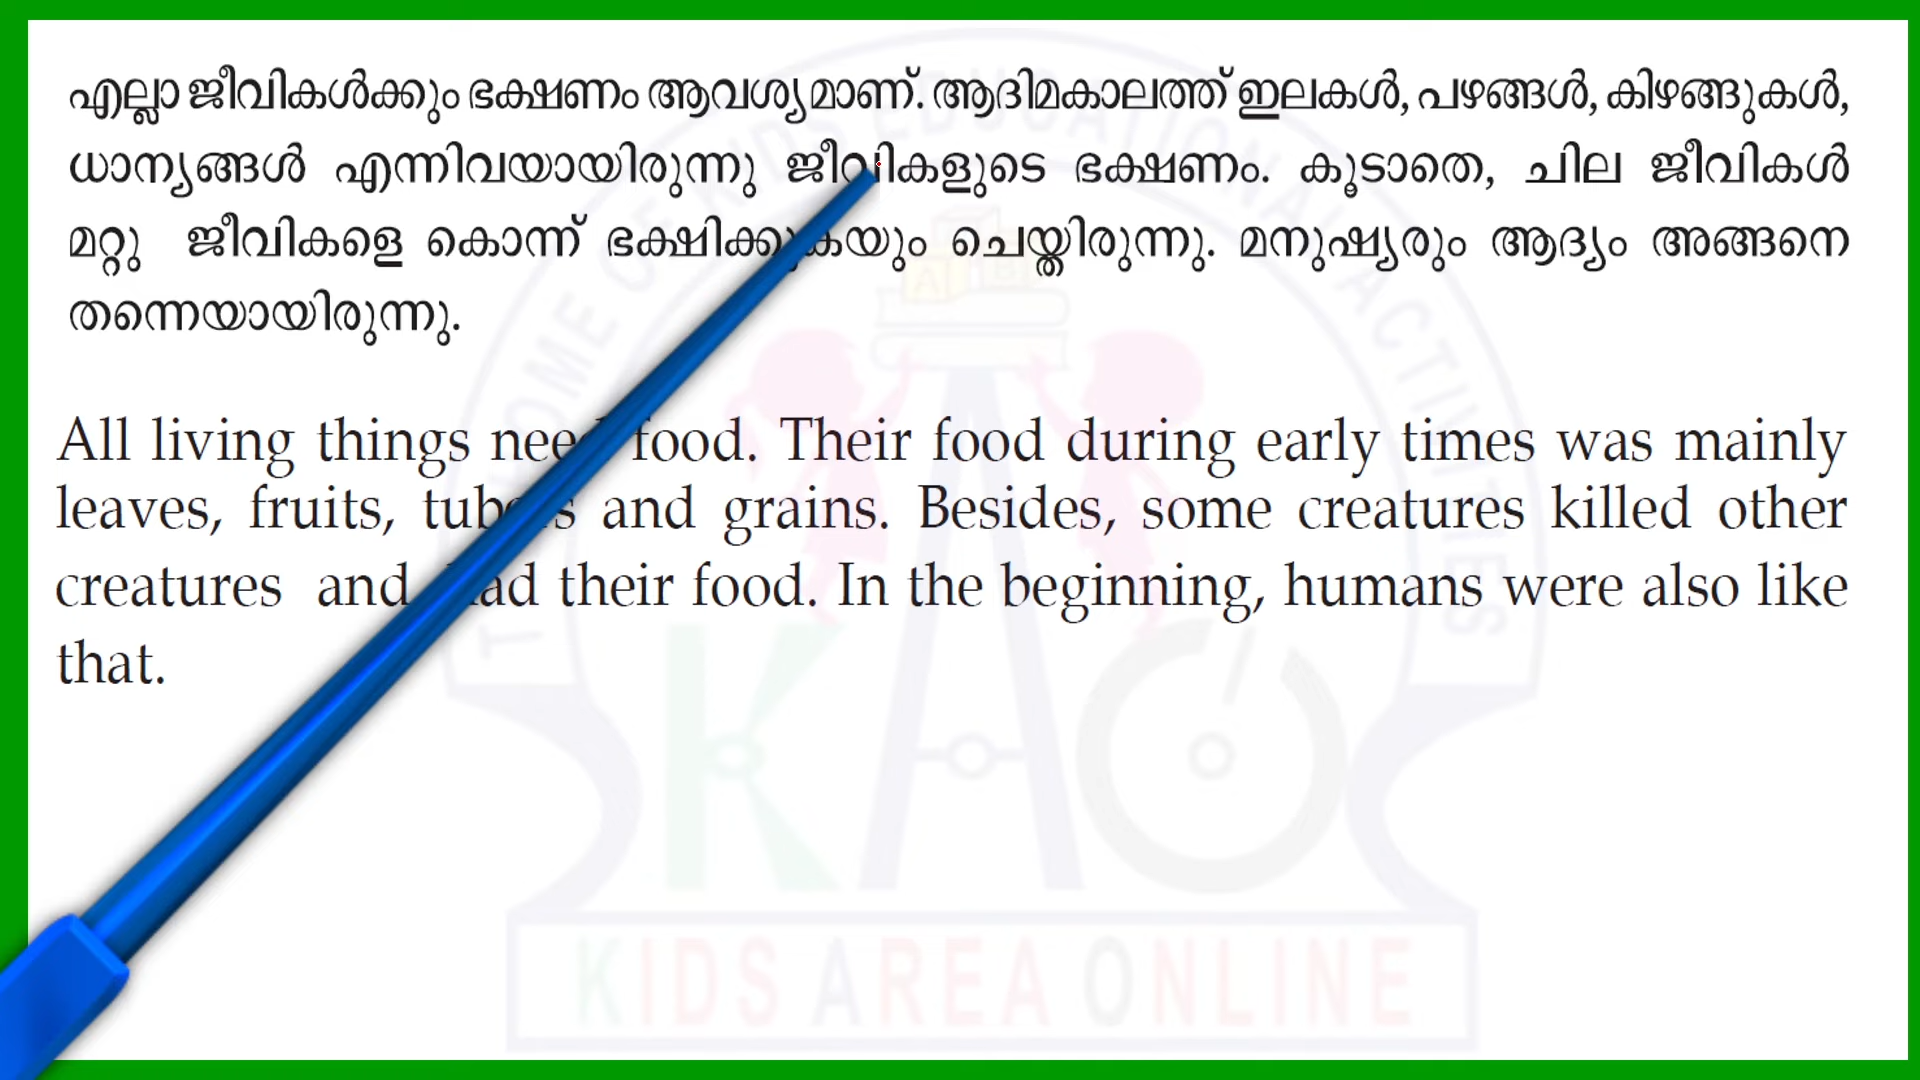 എല്ലാ ജീവികൾക്കും ഭക്ഷണം ആവശ്യമാണ്. ആദിമകാലത്ത് ഇലകൾ, പഴങ്ങൾ, കിഴങ്ങുകൾ,
ധാന്യങ്ങൾ എന്നിവയായിരുന്നു ജീവികളുടെ ഭക്ഷണം. കൂടാതെ, ചില ജീവികൾ
മറ്റു ജീവികളെ കൊന്ന് ഭക്ഷിക്കുകയും ചെയ്തിരുന്നു. മനുഷ്യരും ആദ്യം അങ്ങനെ
തന്നെയായിരുന്നു.
All living things need food. Their food during early times was mainly
leaves, fruits, tubers and grains. Besides, some creatures killed other
creatures and had their food. In the beginning, humans were also like
that.
KIDS AREA ONLINE